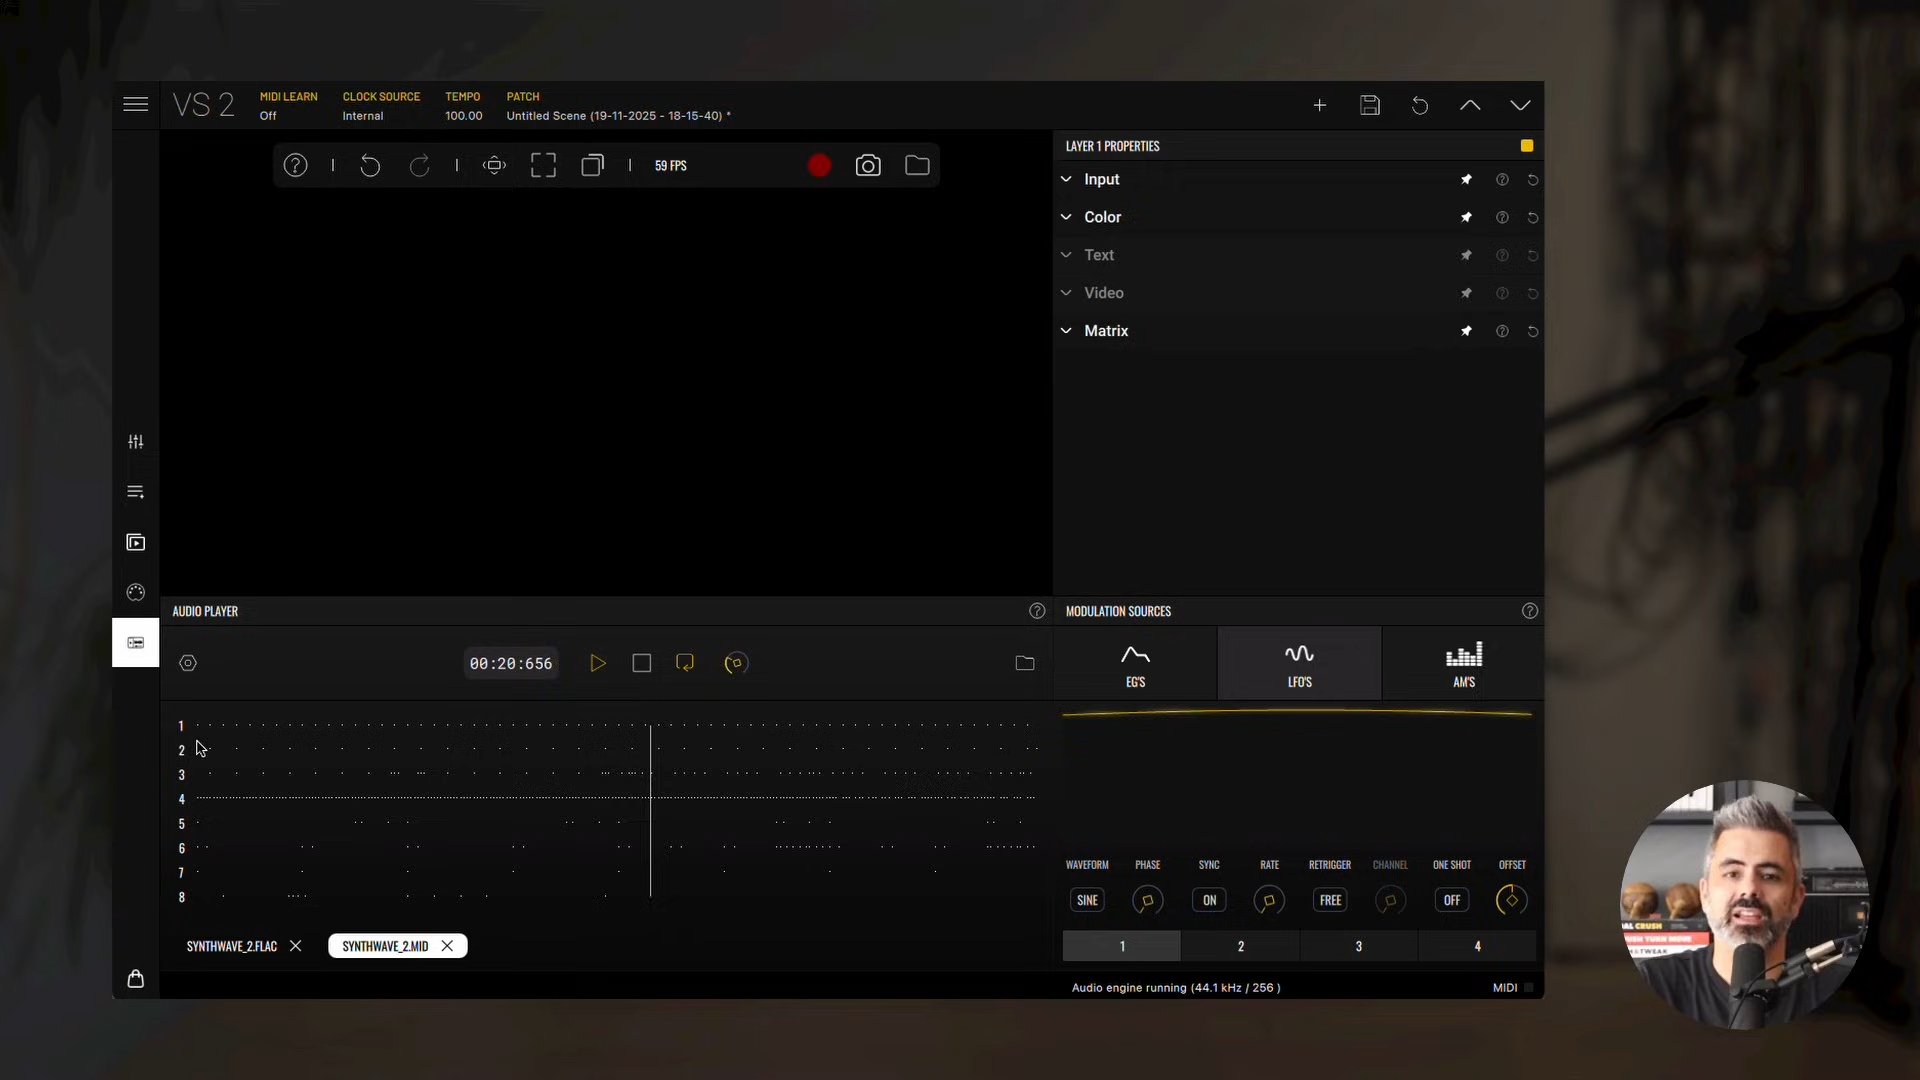 VS 2
MIDI LEARN
Off
CLOCK SOURCE
Internal
TEMPO
100.00
PATCH
Untitled Scene (19-11-2025 - 18-15-40) *
59 FPS
LAYER 1 PROPERTIES
Input
Color
Text
Video
Matrix
AUDIO PLAYER
00:20:656
1
2
3
4
5
6
7
8
SYNTHWAVE_2.FLAC
SYNTHWAVE_2.MID
MODULATION SOURCES
EG'S
LFO'S
AM'S
WAVEFORM
PHASE
SYNC
RATE
RETRIGGER
CHANNEL
ONE SHOT
OFFSET
SINE
ON
FREE
OFF
1
2
3
4
Audio engine running (44.1 kHz / 256 )
MIDI